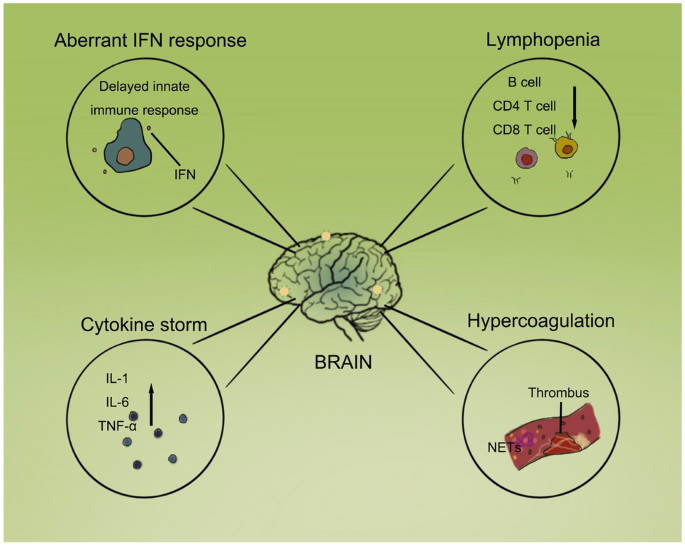 Aberrant IFN response
Delayed innate
immune response
IFN
Lymphopenia
B cell
CD4 T cell
CD8 T cell
BRAIN
Cytokine storm
IL-1
IL-6
TNF-α
Hypercoagulation
Thrombus
NETs